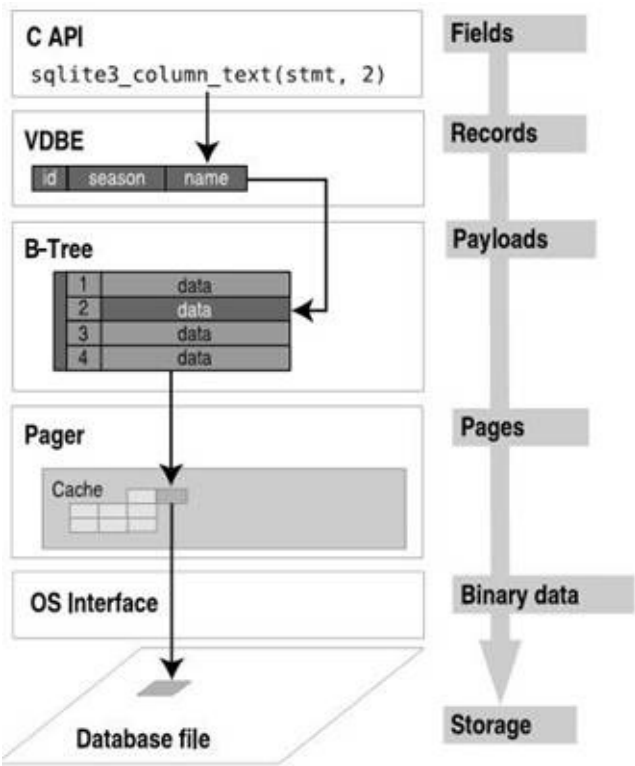 C API
Fields
sqlite3_column_text(stmt, 2)
VDBE
Records
id season name
B-Tree
Payloads
1 data
2 data
3 data
4 data
Pager
Pages
Cache
OS Interface
Binary data
Database file
Storage